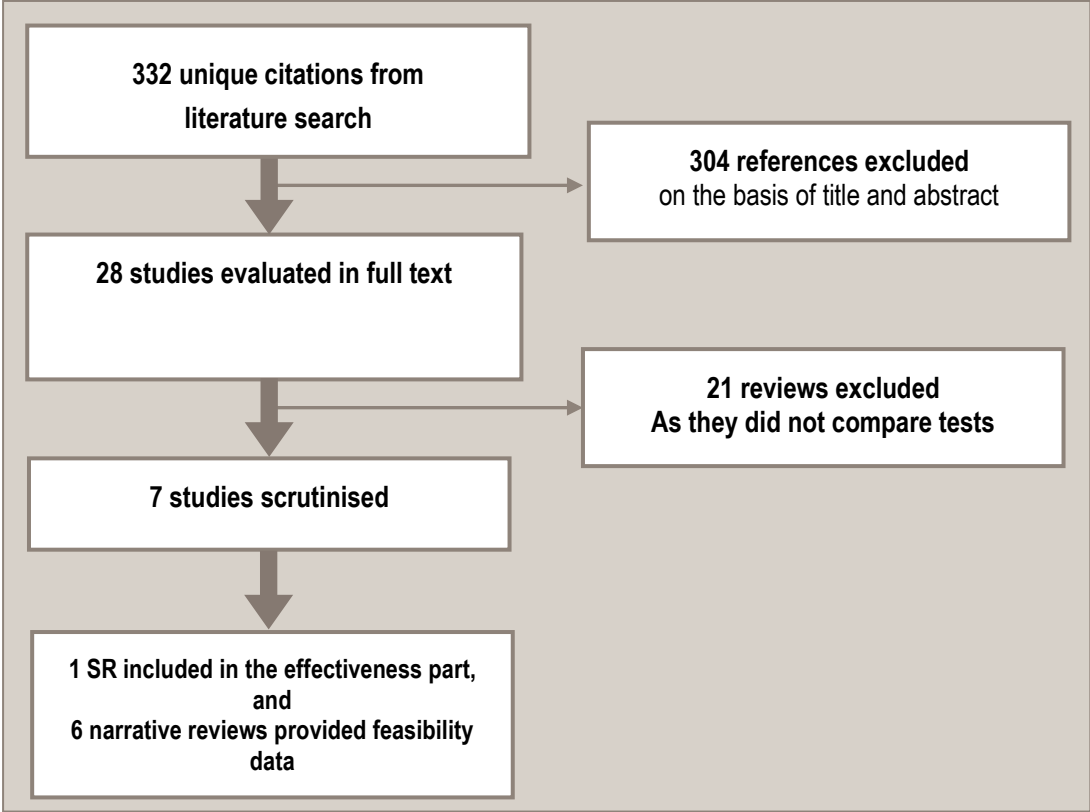 332 unique citations from
literature search
304 references excluded
on the basis of title and abstract
28 studies evaluated in full text
21 reviews excluded
As they did not compare tests
7 studies scrutinised
1 SR included in the effectiveness part,
and
6 narrative reviews provided feasibility
data